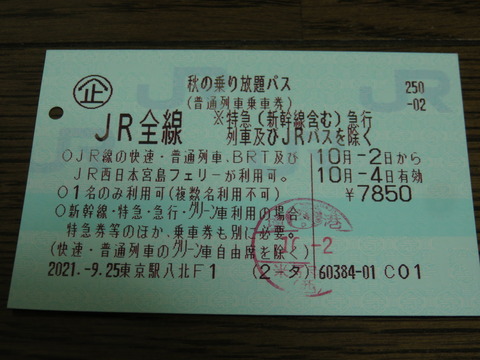 企
秋の乗り放題パス
250
(普通列車乗車券)
-02
JR全線
※特急(新幹線含む)急行
列車及びJRバスを除く
○JR線の快速・普通列車、BRT及び
10月-2日から
JR西日本宮島フェリーが利用可。
10月-4日有効
○1名のみ利用可(複数名利用不可)
¥7850
○新幹線・特急・急行・グリーン車利用の場合、
特急券等のほか、乗車券も別に必要。
(快速・普通列車のグリーン車自由席を除く)
-2
2021.-9.25東京駅八北F1
(2-タ)
60384-01
C01